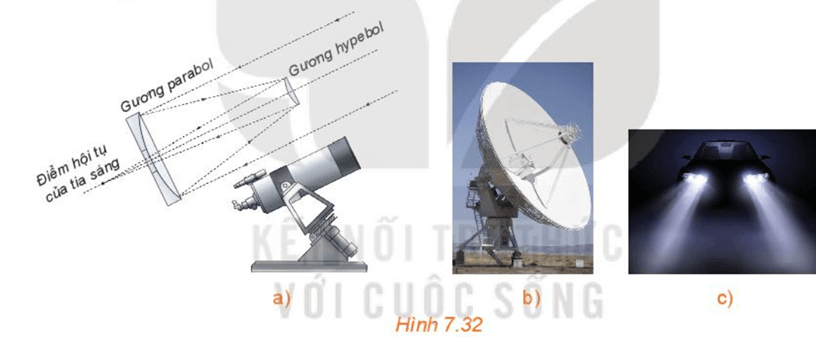 Gương parabol
Gương hypebol
Điểm hội tụ
của tia sáng
KẾT NỐI TRI THỨC
VỚI CUỘC SỐNG
a)
b)
c)
Hình 7.32